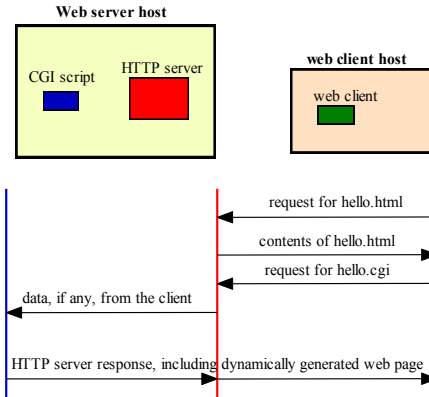 Web server host
CGI script
HTTP server
web client host
web client
request for hello.html
contents of hello.html
request for hello.cgi
data, if any, from the client
HTTP server response, including dynamically generated web page